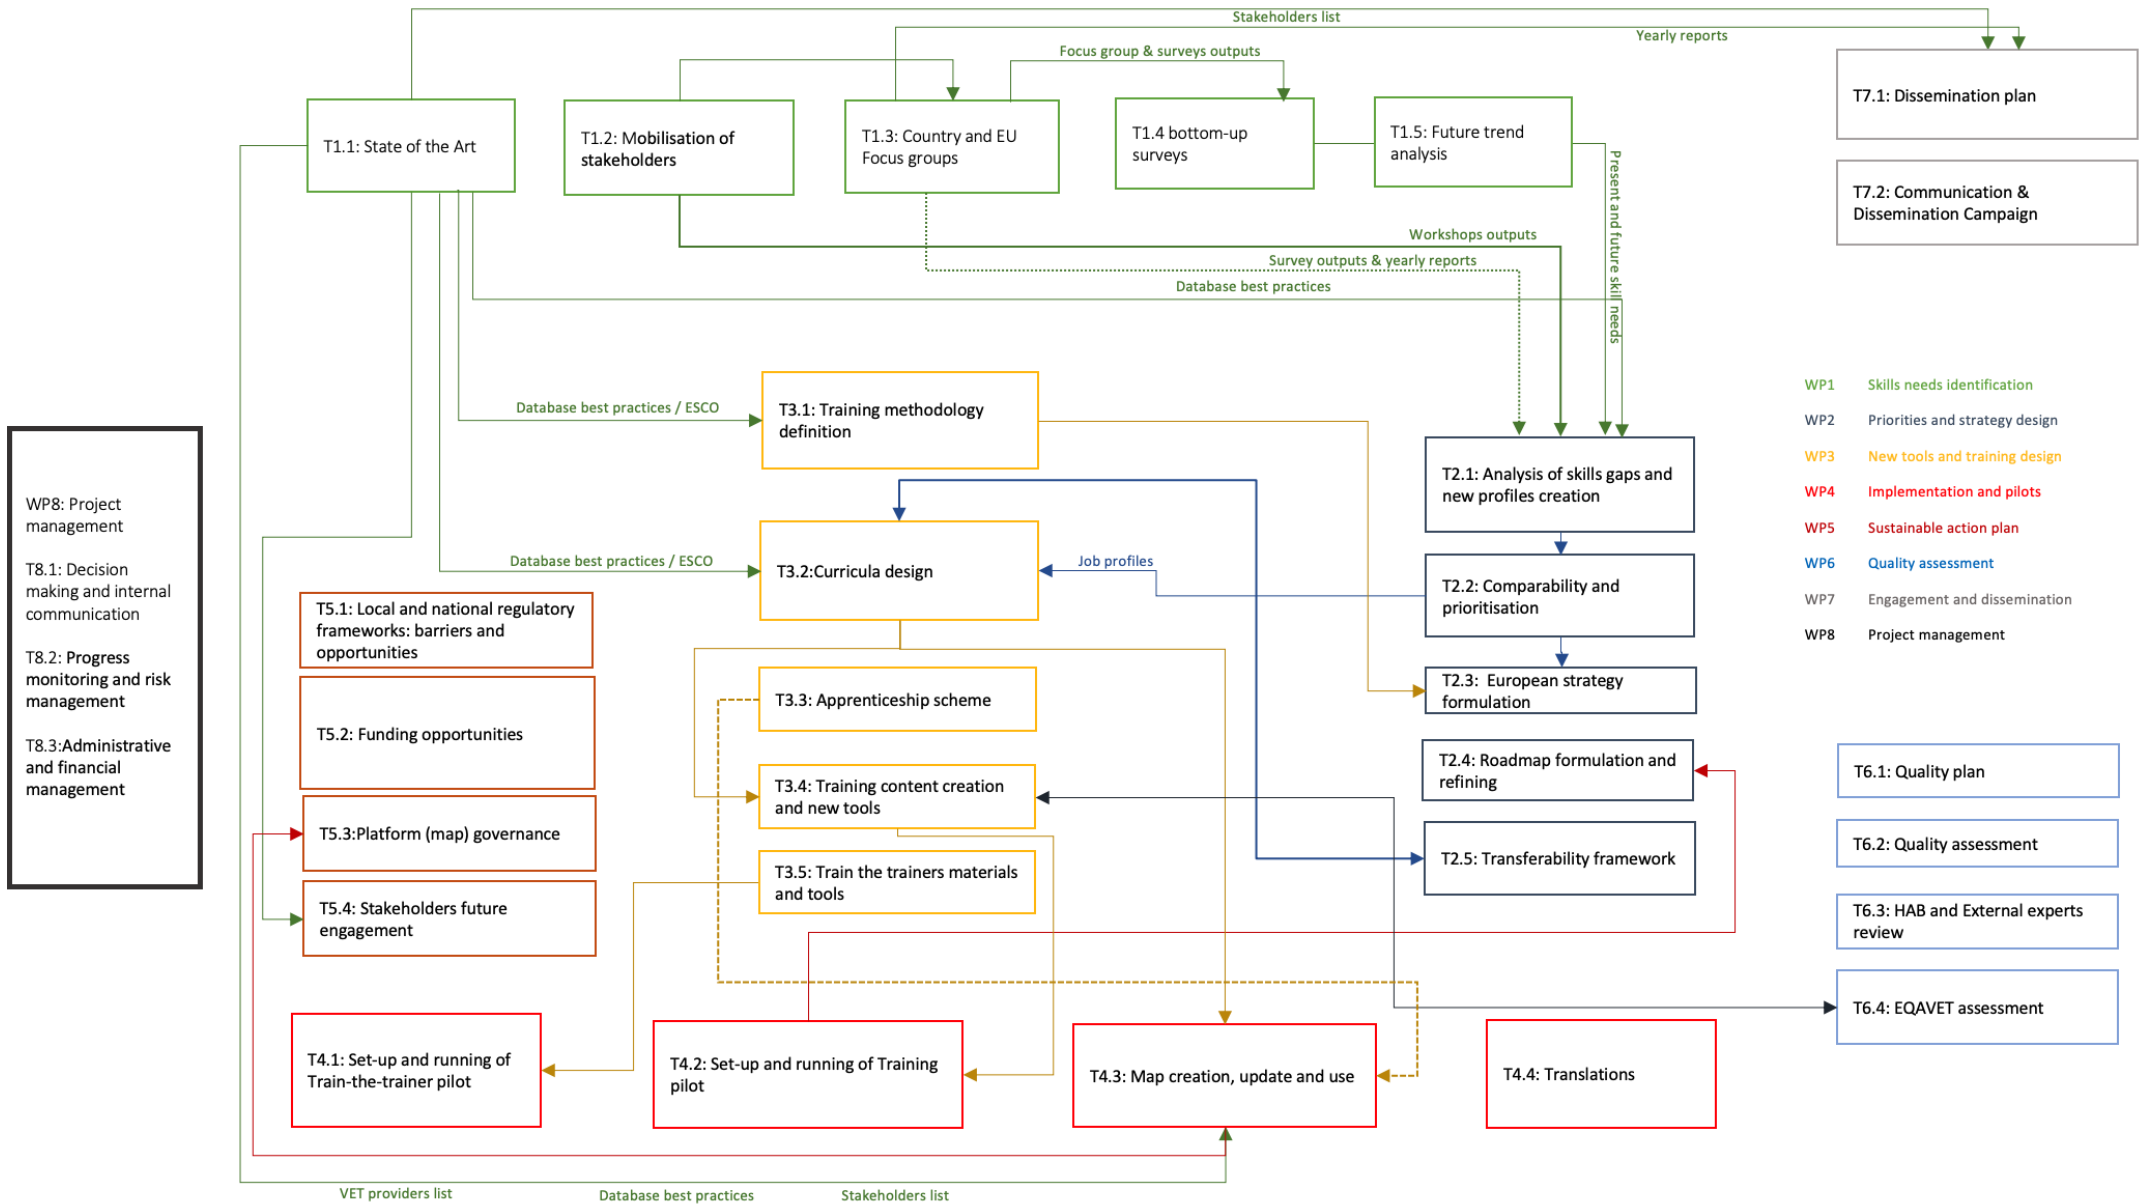 Stakeholders list
Yearly reports
Focus group & surveys outputs
T1.1: State of the Art
T1.2: Mobilisation of
stakeholders
T1.3: Country and EU
Focus groups
T1.4 bottom-up
surveys
T1.5: Future trend
analysis
T7.1: Dissemination plan
T7.2: Communication &
Dissemination Campaign
Present and future skill needs
Workshops outputs
Survey outputs & yearly reports
Database best practices
Database best practices / ESCO
T3.1: Training methodology
definition
T2.1: Analysis of skills gaps and
new profiles creation
WP1 Skills needs identification
WP2 Priorities and strategy design
WP3 New tools and training design
WP4 Implementation and pilots
WP5 Sustainable action plan
WP6 Quality assessment
WP7 Engagement and dissemination
WP8 Project management
WP8: Project
management
T8.1: Decision
making and internal
communication
T8.2: Progress
monitoring and risk
management
T8.3:Administrative
and financial
management
Database best practices / ESCO
T3.2:Curricula design
Job profiles
T2.2: Comparability and
prioritisation
T5.1: Local and national regulatory
frameworks: barriers and
opportunities
T5.2: Funding opportunities
T5.3:Platform (map) governance
T5.4: Stakeholders future
engagement
T3.3: Apprenticeship scheme
T3.4: Training content creation
and new tools
T3.5: Train the trainers materials
and tools
T2.3:  European strategy
formulation
T2.4: Roadmap formulation and
refining
T2.5: Transferability framework
T6.1: Quality plan
T6.2: Quality assessment
T6.3: HAB and External experts
review
T6.4: EQAVET assessment
T4.1: Set-up and running of
Train-the-trainer pilot
T4.2: Set-up and running of Training
pilot
T4.3: Map creation, update and use
T4.4: Translations
VET providers list
Database best practices
Stakeholders list